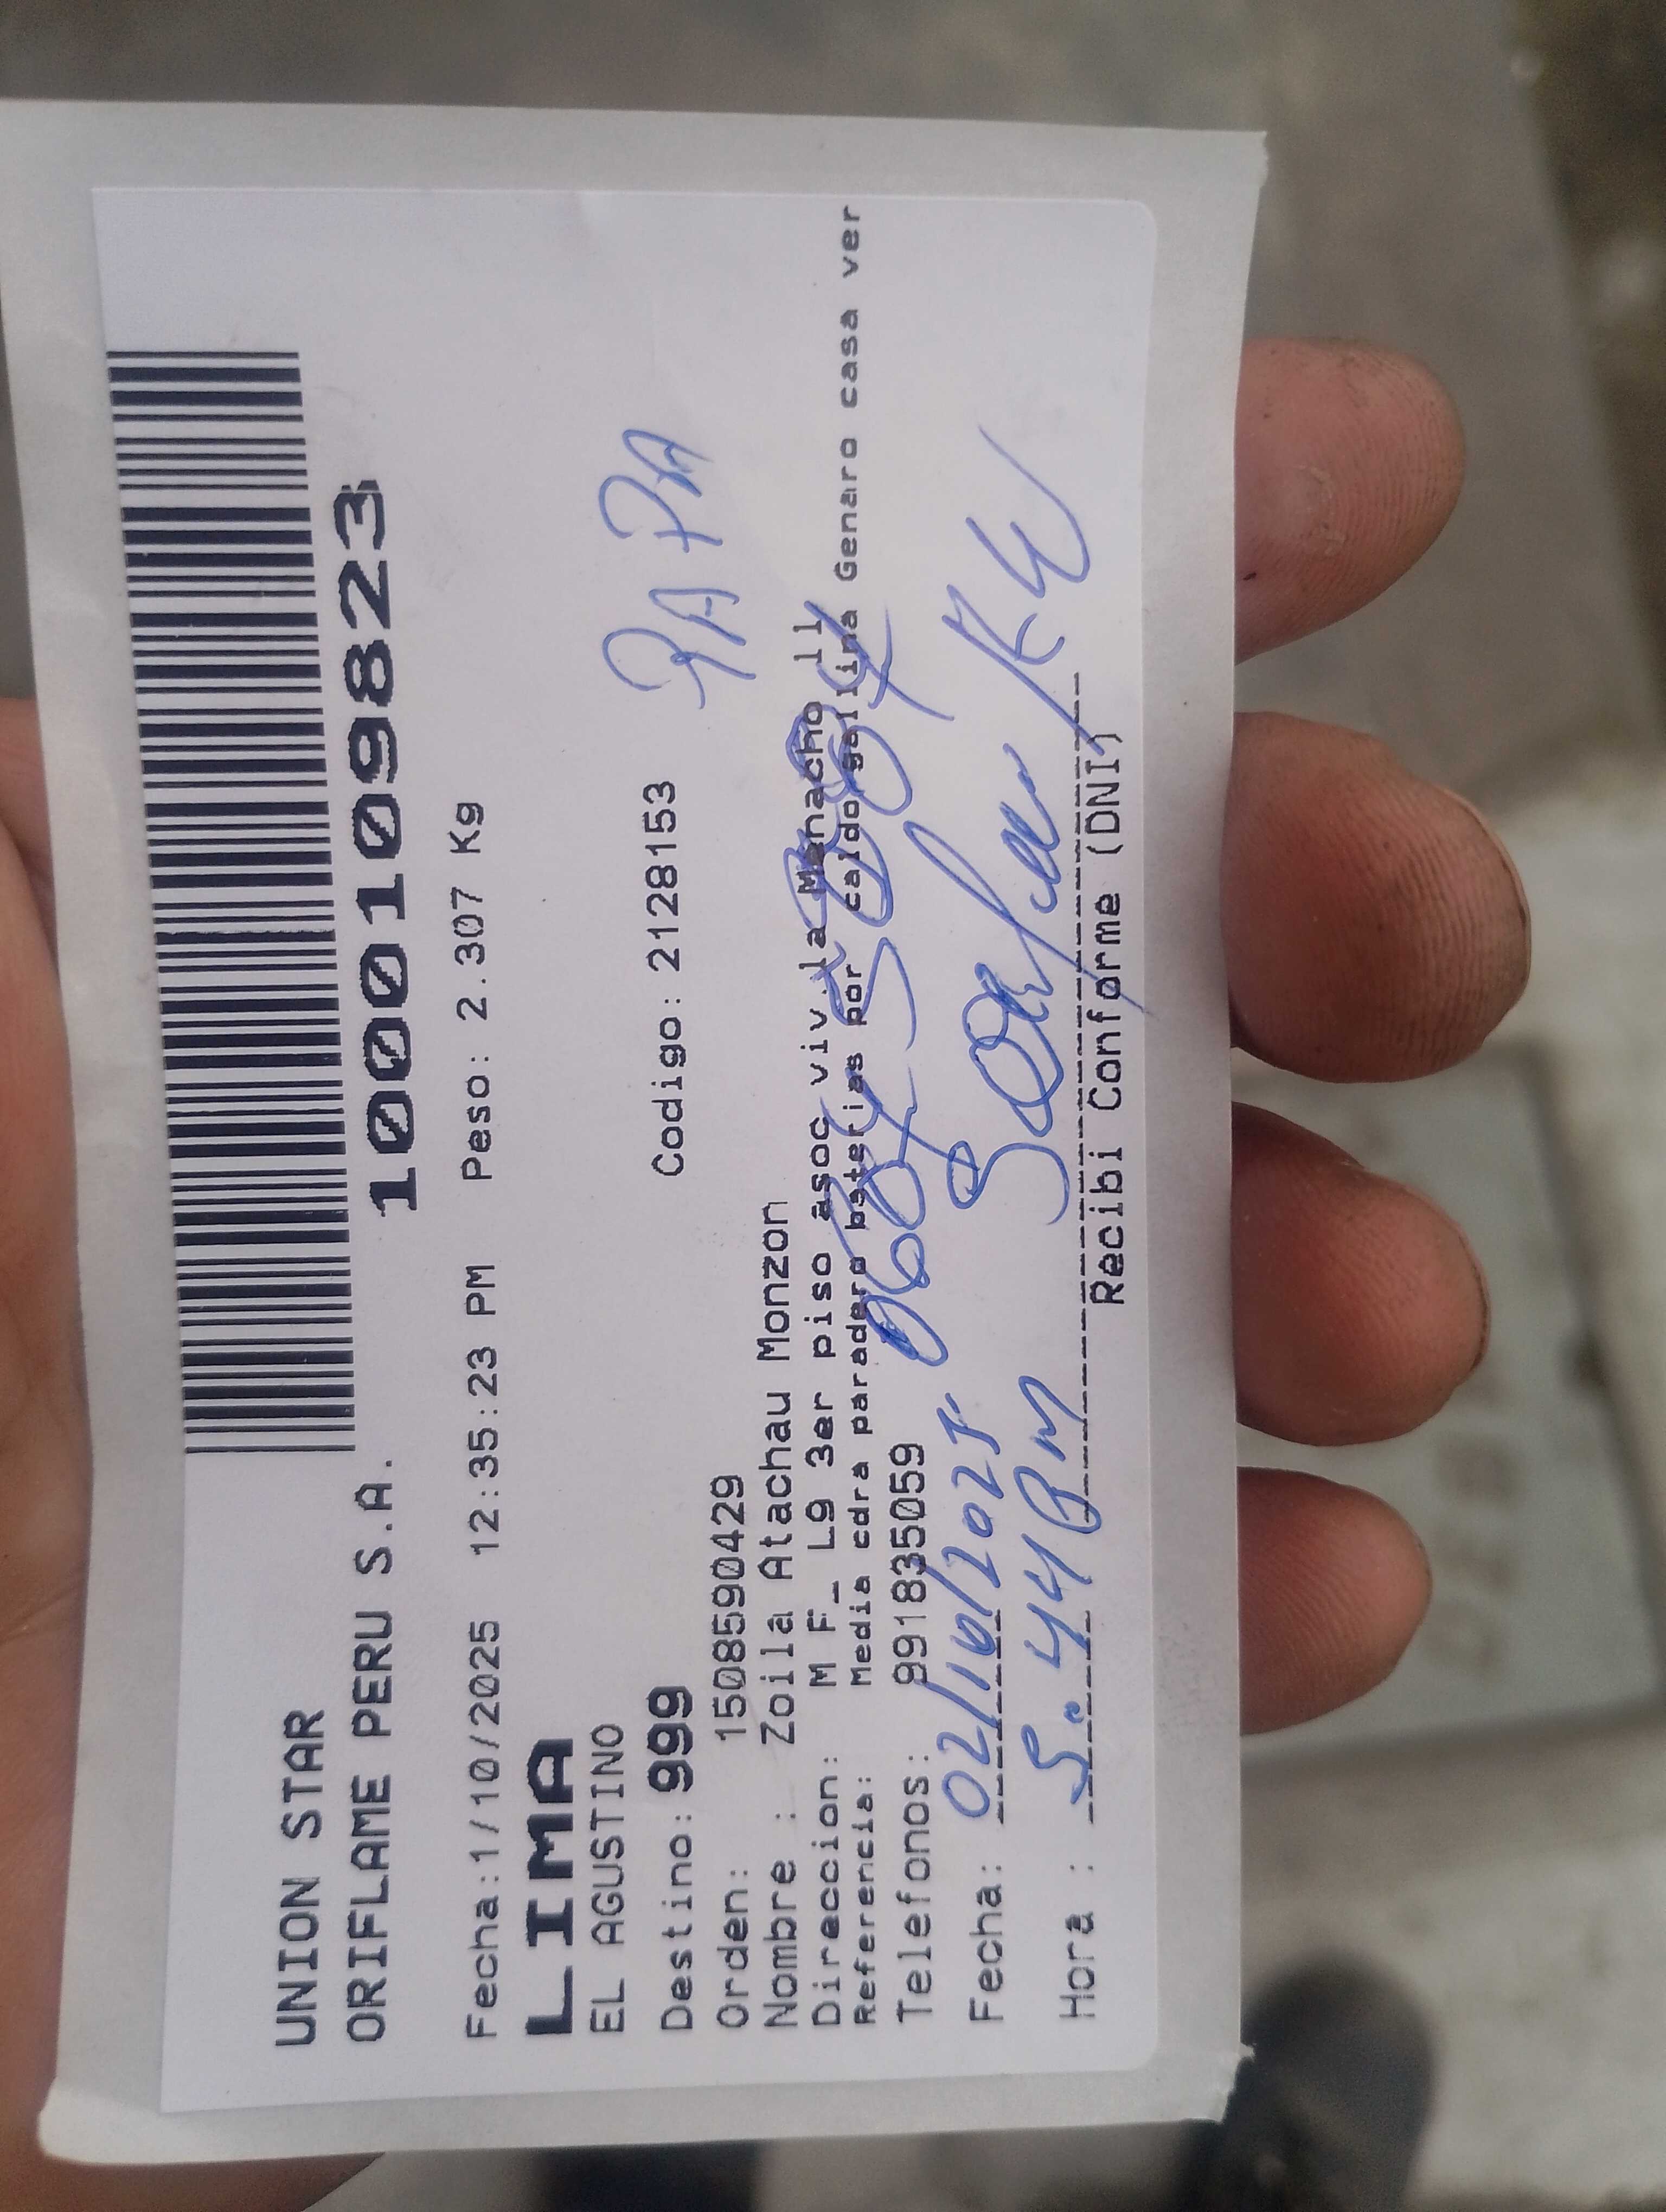 UNION STAR
ORIFLAME PERU S.A.
10001109823
Fecha:1/10/2025 12:35:23 PM Peso: 2.307 Kg
LIMA
EL AGUSTINO
Destino: 999 Codigo: 2128153
PAPA
Orden: 1508590429
Nombre : Zoila Atachau Monzon
Direccion: M F_ L9 3er piso asoc viv.la Menacho ll
Referencia: Media cdra paradero baterias por caldo gallina Genaro casa ver
Telefonos: 991835059
Fecha: 02/10/2025
Hora : 5:44 PM
Recibi Conforme (DNI)